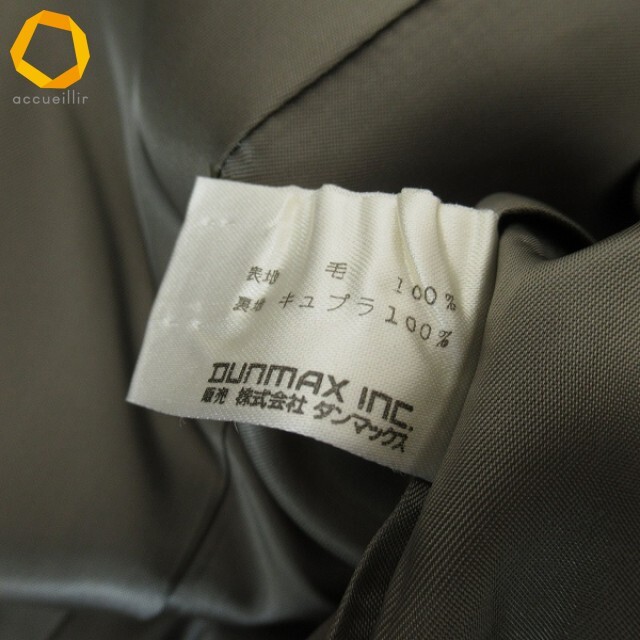 accueillir
表地 毛 100%
裏地 キュプラ100%
DUNMAX INC.
販売 株式会社 ダンマックス